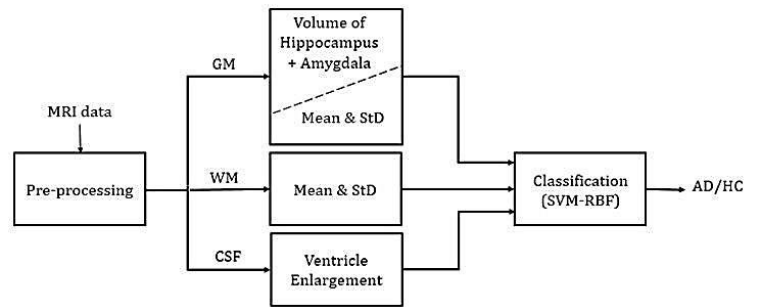 MRI data
Pre-processing
GM
Volume of
Hippocampus
+ Amygdala
Mean & StD
WM
Mean & StD
CSF
Ventricle
Enlargement
Classification
(SVM-RBF)
AD/HC